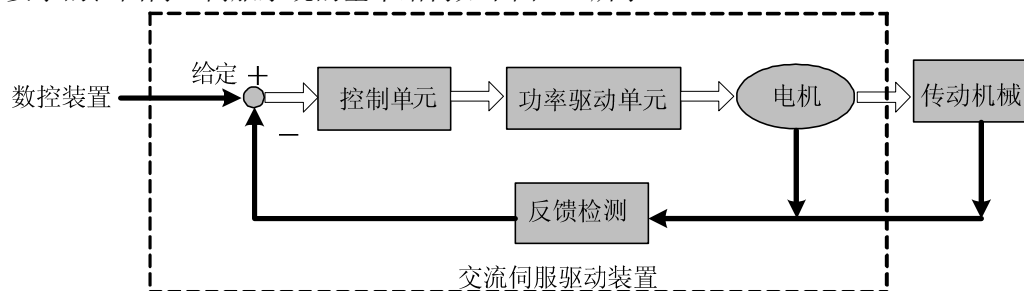 给定 +
数控装置
控制单元
功率驱动单元
电机
传动机械
−
反馈检测
交流伺服驱动装置